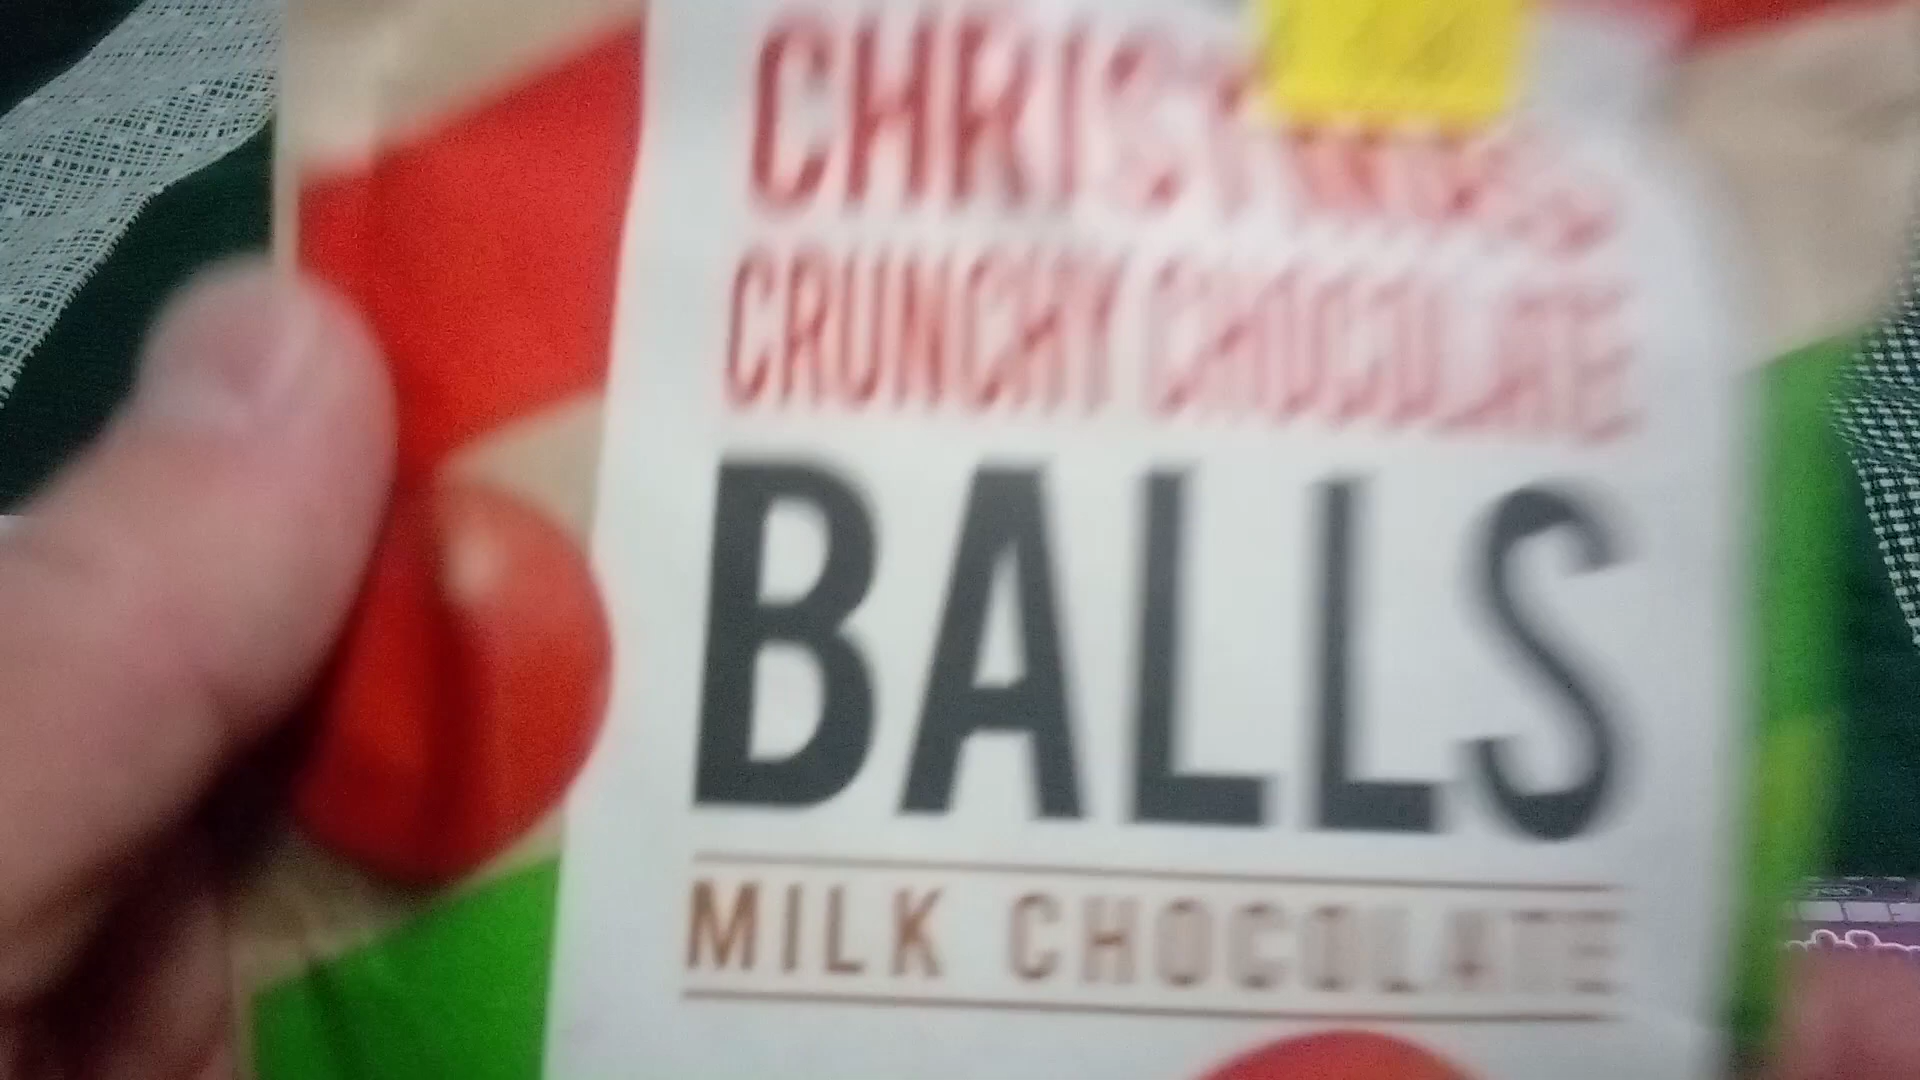 CHRISTMAS
CRUNCHY CHOCOLATE
BALLS
MILK CHOCOLATE